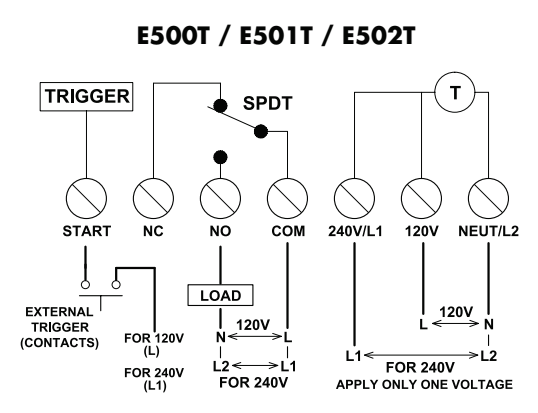 E500T / E501T / E502T
TRIGGER
SPDT
T
START NC NO COM 240V/L1 120V NEUT/L2
EXTERNAL
TRIGGER
(CONTACTS)
FOR 120V
(L)
FOR 240V
(L1)
LOAD
N 120V L
L2 L1
FOR 240V
L 120V N
L1 L2
FOR 240V
APPLY ONLY ONE VOLTAGE